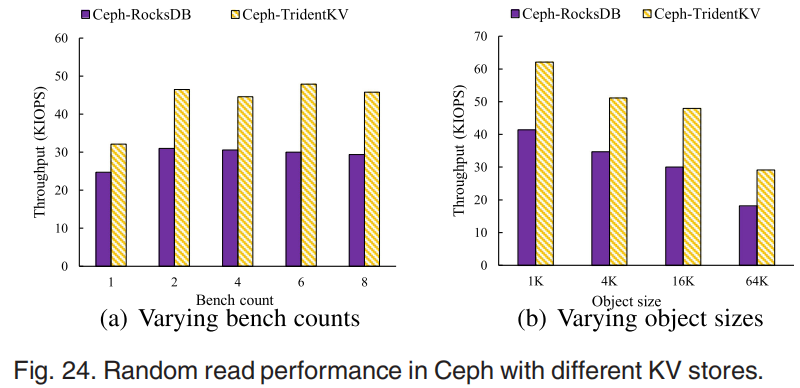 Ceph-RocksDB Ceph-TridentKV
60
50
40
30
20
10
0
Throughput (KIOPS)
1 2 4 6 8
Bench count
(a) Varying bench counts
Ceph-RocksDB Ceph-TridentKV
70
60
50
40
30
20
10
0
Throughput (KIOPS)
1K 4K 16K 64K
Object size
(b) Varying object sizes
Fig. 24. Random read performance in Ceph with different KV stores.